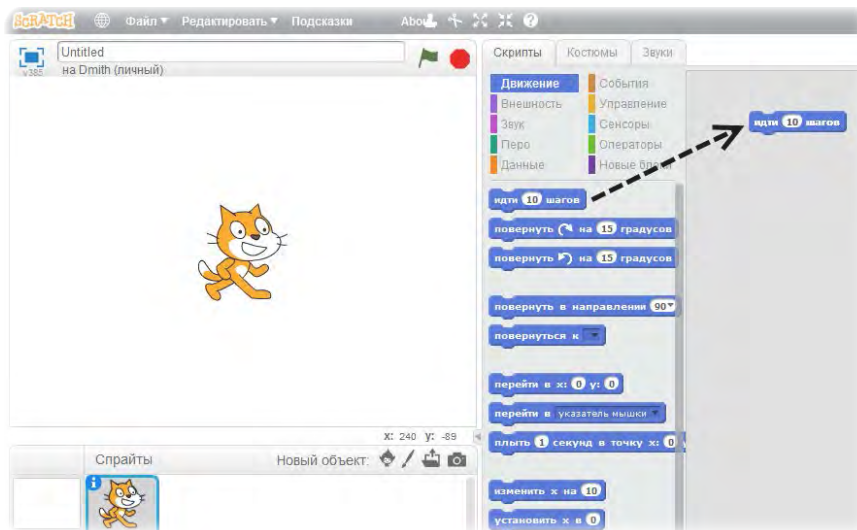 SCRATCH Файл Редактировать Подсказки Abou
Untitled
на Dmith (личный)
v385
Скрипты Костюмы Звуки
Движение События
Внешность Управление
Звук Сенсоры
Перо Операторы
Данные Новые блоки
идти 10 шагов
идти 10 шагов
повернуть на 15 градусов
повернуть на 15 градусов
повернуть в направлении 90
повернуться к
перейти в x: 0 y: 0
перейти в указатель мышки
плыть 1 секунд в точку x: 0
изменить x на 10
установить x в 0
x: 240 y: -89
Спрайты Новый объект: